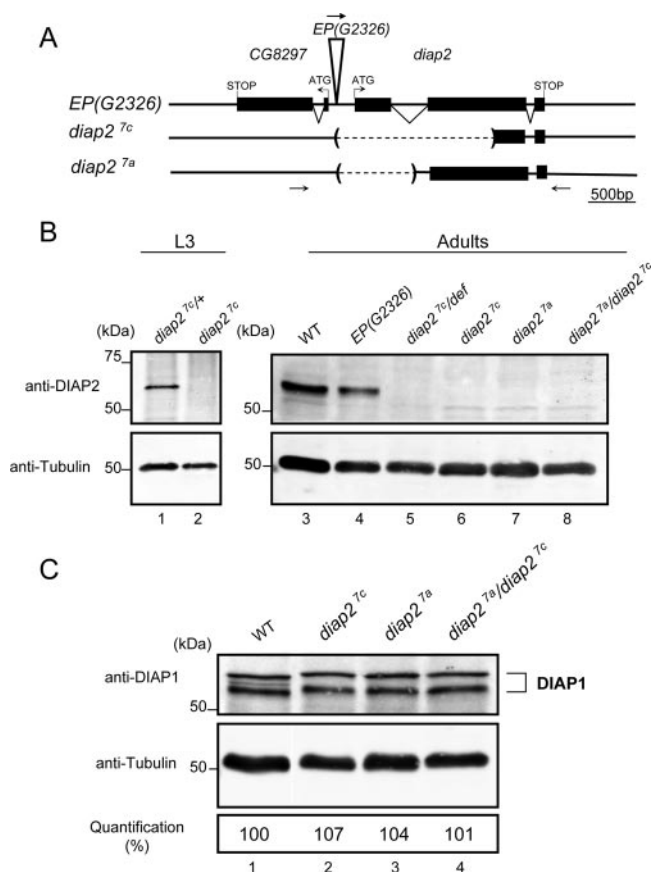 A
EP(G2326)
CG8297
diap2
STOP
ATG
ATG
STOP
EP(G2326)
diap2 7c
diap2 7a
500bp
B
L3
Adults
(kDa)
diap2 7c/+
diap2 7c
(kDa)
WT
EP(G2326)
diap2 7c/def
diap2 7c
diap2 7a
diap2 7a/diap2 7c
75
anti-DIAP2
50
50
anti-Tubulin
50
50
1 2 3 4 5 6 7 8
C
(kDa)
WT
diap2 7c
diap2 7a
diap2 7a/diap2 7c
anti-DIAP1
DIAP1
50
anti-Tubulin
50
Quantification
(%)
100 107 104 101
1 2 3 4